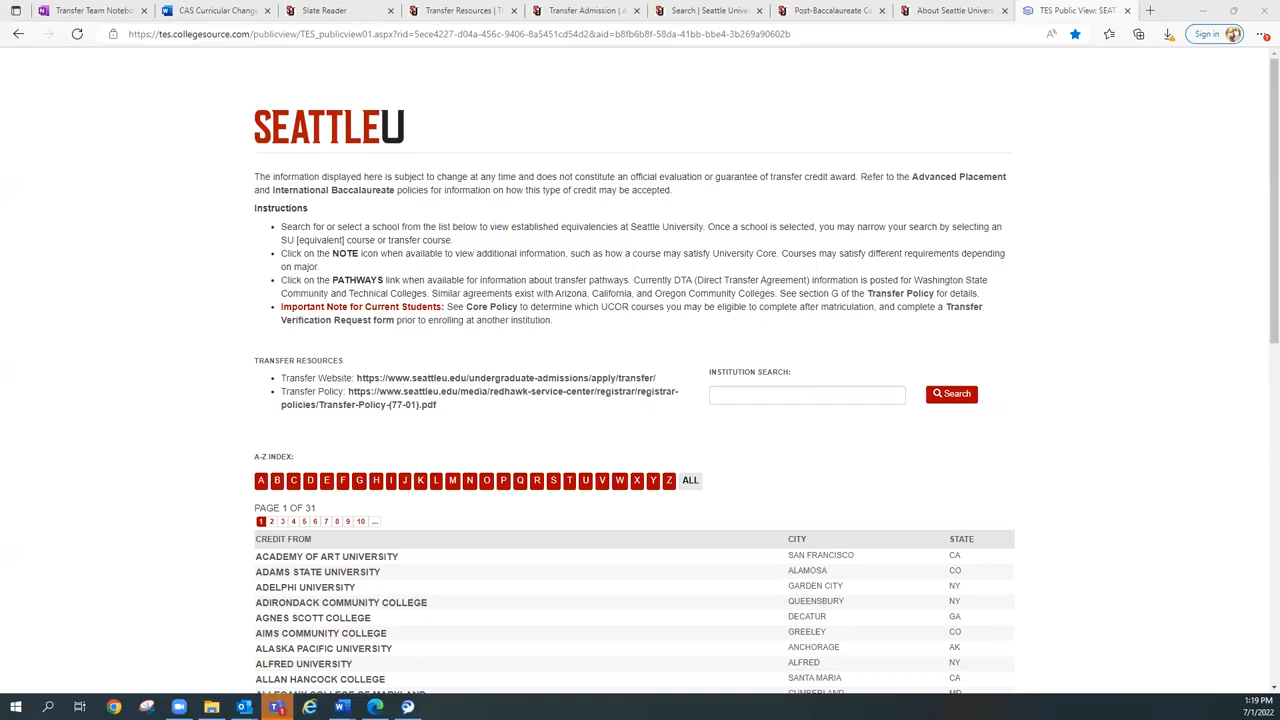 Transfer Team Notebo
CAS Curricular Change
Slate Reader
Transfer Resources | Tr
Transfer Admission | A
Search | Seattle Unive
Post-Baccalaureate Co
About Seattle Univers
TES Public View: SEAT
https://tes.collegesource.com/publicview/TES_publicview01.aspx?rid=5ece4227-d04a-456c-9406-8a5451cd54d2&aid=b8fb6b8f-58da-41bb-bbe4-3b269a90602b
Sign in
SEATTLEU
The information displayed here is subject to change at any time and does not constitute an official evaluation or guarantee of transfer credit award. Refer to the Advanced Placement
and International Baccalaureate policies for information on how this type of credit may be accepted.
Instructions
• Search for or select a school from the list below to view established equivalencies at Seattle University. Once a school is selected, you may narrow your search by selecting an
SU [equivalent] course or transfer course.
• Click on the NOTE icon when available to view additional information, such as how a course may satisfy University Core. Courses may satisfy different requirements depending
on major.
• Click on the PATHWAYS link when available for information about transfer pathways. Currently DTA (Direct Transfer Agreement) information is posted for Washington State
Community and Technical Colleges. Similar agreements exist with Arizona, California, and Oregon Community Colleges. See section G of the Transfer Policy for details.
• Important Note for Current Students: See Core Policy to determine which UCOR courses you may be eligible to complete after matriculation, and complete a Transfer
Verification Request form prior to enrolling at another institution.
TRANSFER RESOURCES
• Transfer Website: https://www.seattleu.edu/undergraduate-admissions/apply/transfer/
• Transfer Policy: https://www.seattleu.edu/media/redhawk-service-center/registrar/registrar-
policies/Transfer-Policy-(77-01).pdf
INSTITUTION SEARCH:
Search
A-Z INDEX:
A B C D E F G H I J K L M N O P Q R S T U V W X Y Z ALL
PAGE 1 OF 31
1 2 3 4 5 6 7 8 9 10 ...
CREDIT FROM CITY STATE
ACADEMY OF ART UNIVERSITY SAN FRANCISCO CA
ADAMS STATE UNIVERSITY ALAMOSA CO
ADELPHI UNIVERSITY GARDEN CITY NY
ADIRONDACK COMMUNITY COLLEGE QUEENSBURY NY
AGNES SCOTT COLLEGE DECATUR GA
AIMS COMMUNITY COLLEGE GREELEY CO
ALASKA PACIFIC UNIVERSITY ANCHORAGE AK
ALFRED UNIVERSITY ALFRED NY
ALLAN HANCOCK COLLEGE SANTA MARIA CA
ALLEGANY COLLEGE OF MARYLAND CUMBERLAND MD
1:19 PM
7/1/2022